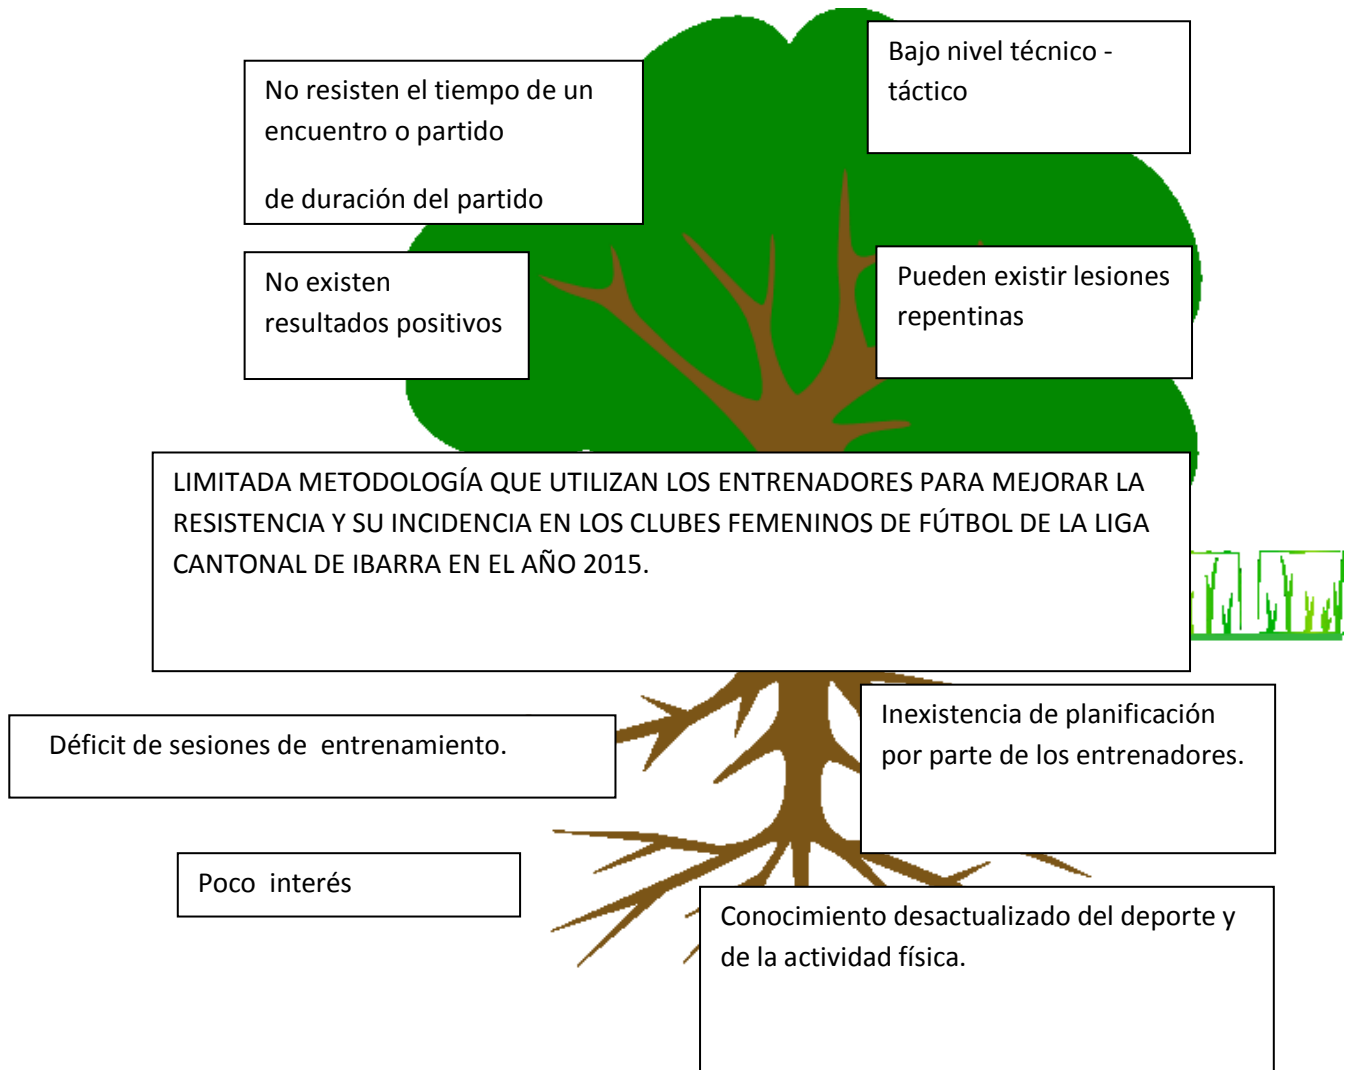 No resisten el tiempo de un
encuentro o partido
de duración del partido
Bajo nivel técnico -
táctico
No existen
resultados positivos
Pueden existir lesiones
repentinas
LIMITADA METODOLOGÍA QUE UTILIZAN LOS ENTRENADORES PARA MEJORAR LA
RESISTENCIA Y SU INCIDENCIA EN LOS CLUBES FEMENINOS DE FÚTBOL DE LA LIGA
CANTONAL DE IBARRA EN EL AÑO 2015.
Déficit de sesiones de  entrenamiento.
Inexistencia de planificación
por parte de los entrenadores.
Poco  interés
Conocimiento desactualizado del deporte y
de la actividad física.